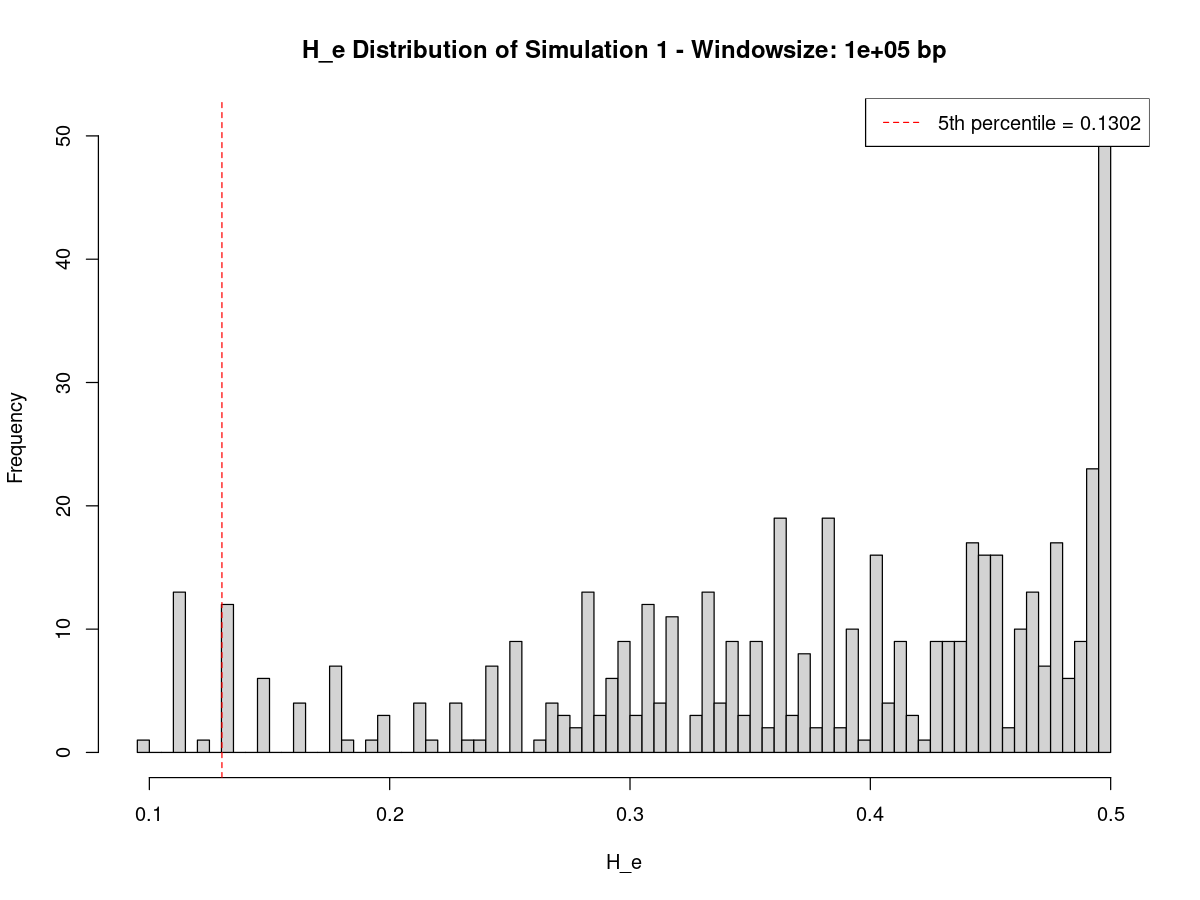 H_e Distribution of Simulation 1 - Windowsize: 1e+05 bp
5th percentile = 0.1302
50
40
30
20
10
0
Frequency
0.1 0.2 0.3 0.4 0.5
H_e